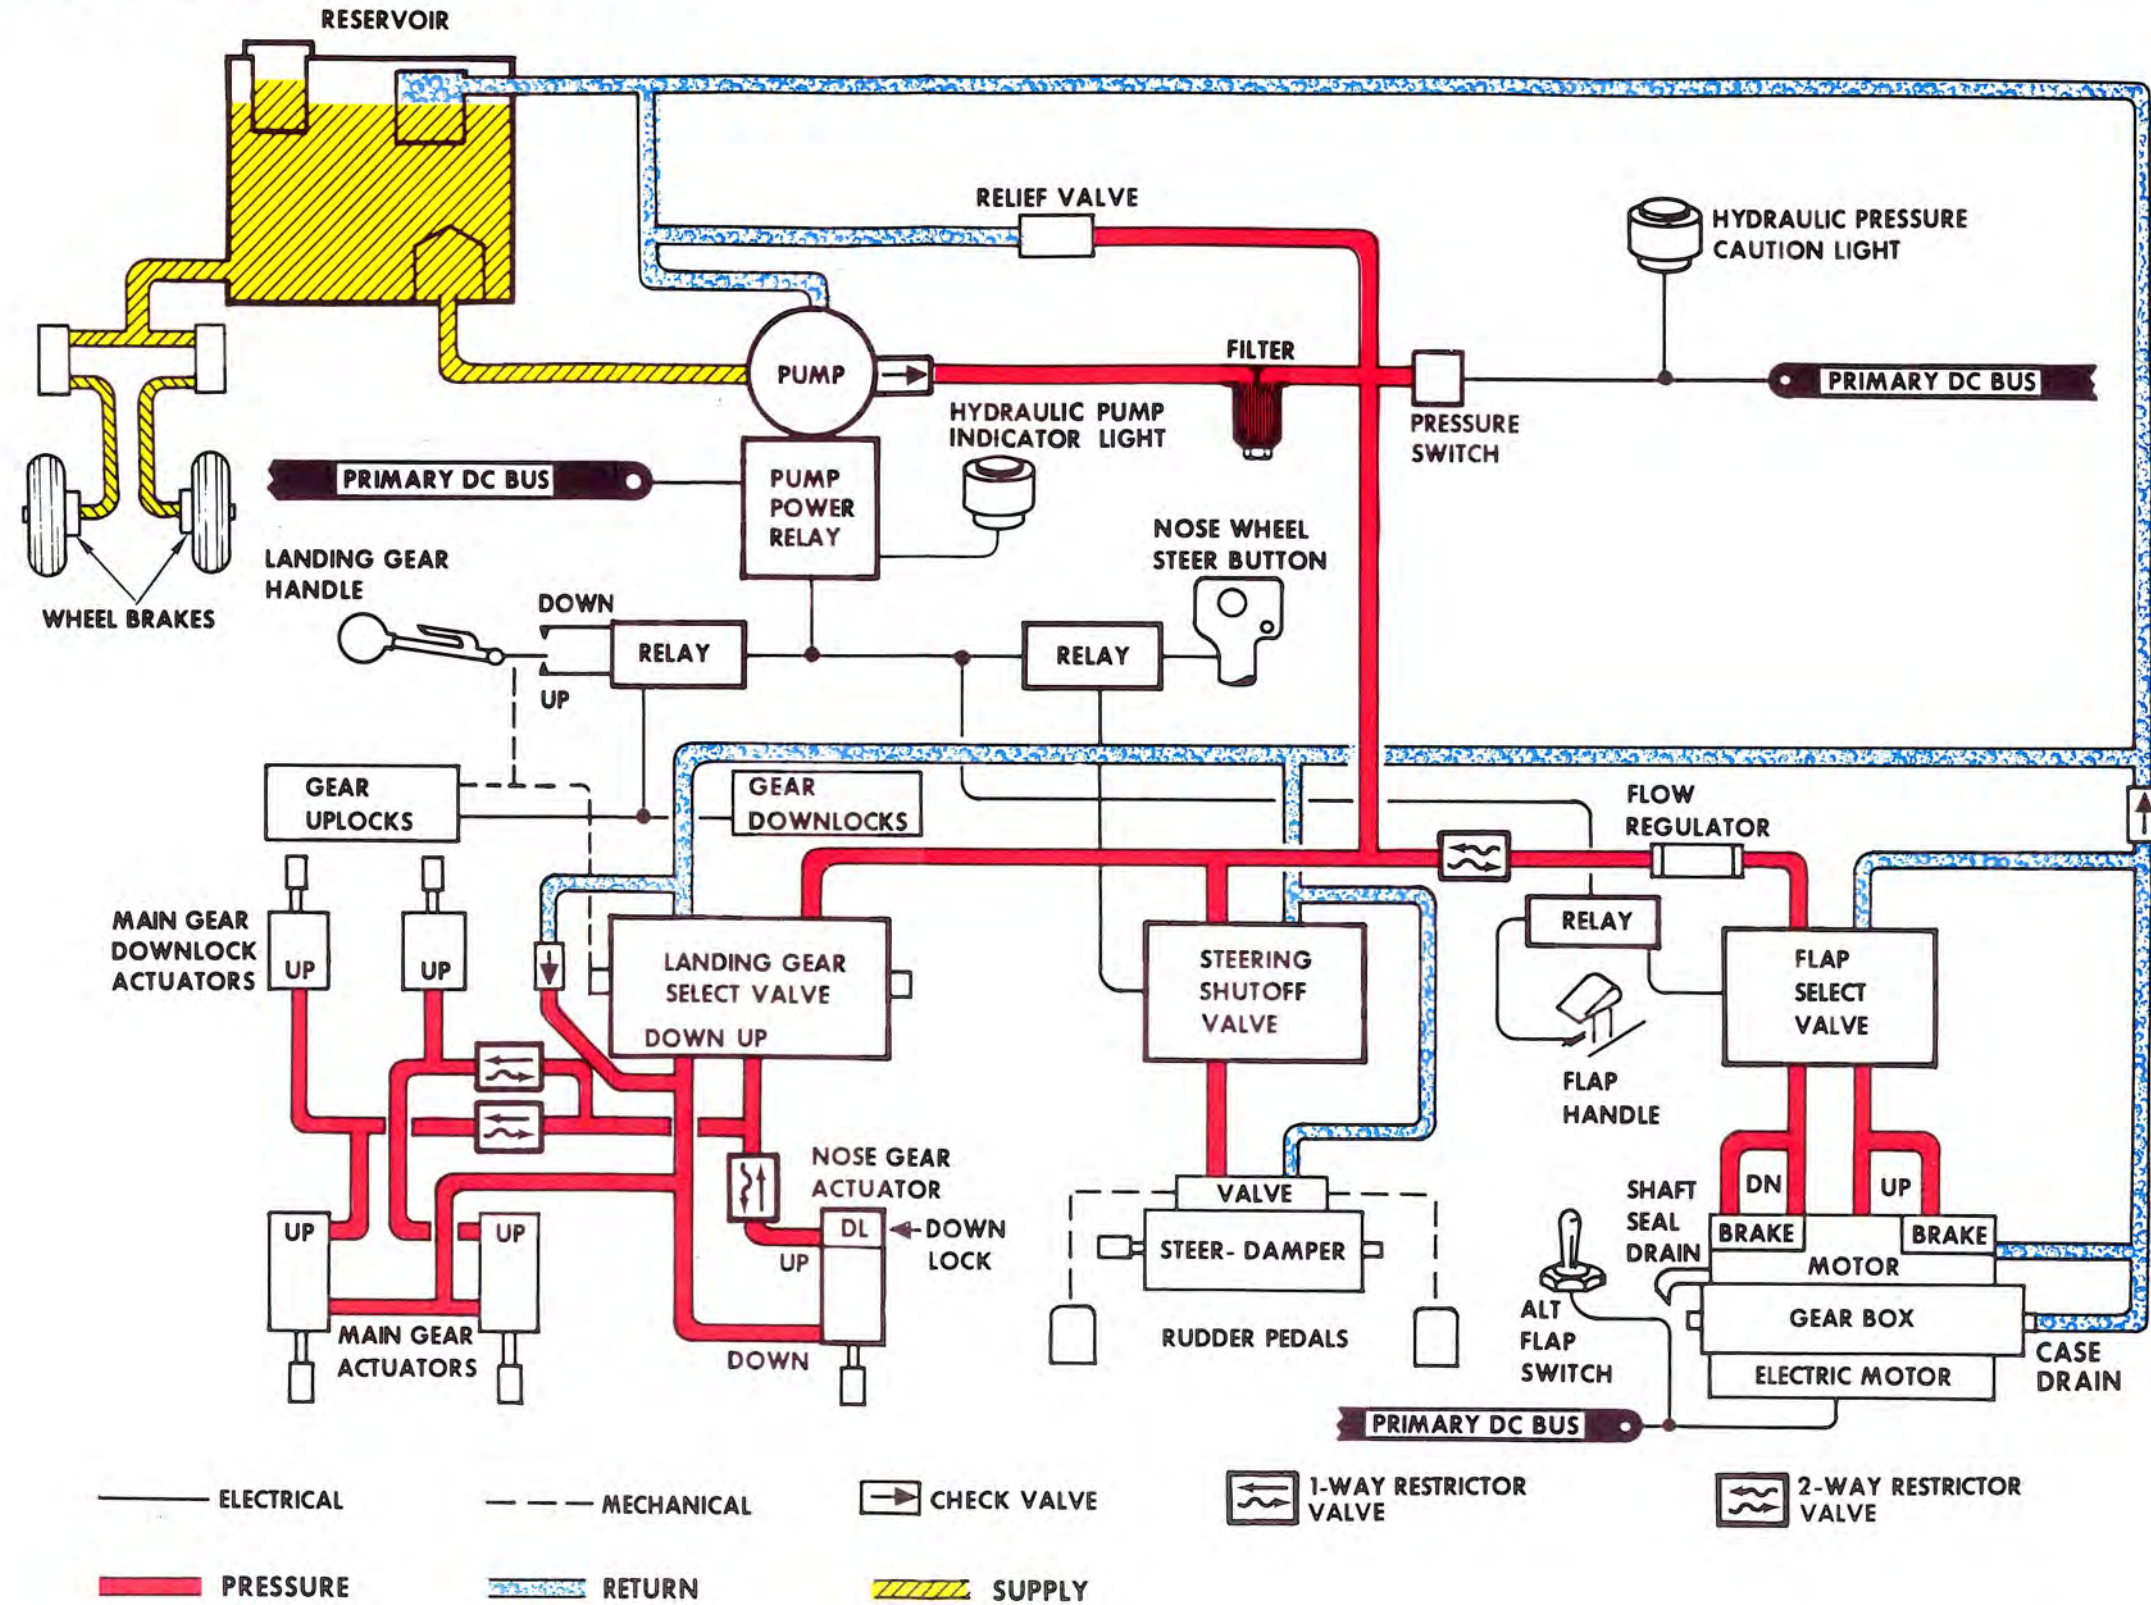 RESERVOIR
RELIEF VALVE
HYDRAULIC PRESSURE
CAUTION LIGHT
PUMP
FILTER
PRIMARY DC BUS
HYDRAULIC PUMP
INDICATOR LIGHT
PRESSURE
SWITCH
PRIMARY DC BUS
PUMP
POWER
RELAY
NOSE WHEEL
STEER BUTTON
LANDING GEAR
HANDLE
WHEEL BRAKES
DOWN
RELAY
UP
RELAY
GEAR
UPLOCKS
GEAR
DOWNLOCKS
FLOW
REGULATOR
MAIN GEAR
DOWNLOCK
ACTUATORS
UP
UP
LANDING GEAR
SELECT VALVE
DOWN UP
STEERING
SHUTOFF
VALVE
RELAY
FLAP
SELECT
VALVE
FLAP
HANDLE
NOSE GEAR
ACTUATOR
DL
DOWN
LOCK
UP
UP
UP
DOWN
MAIN GEAR
ACTUATORS
VALVE
STEER-DAMPER
RUDDER PEDALS
SHAFT
SEAL
DRAIN
DN
UP
BRAKE
BRAKE
MOTOR
GEAR BOX
ELECTRIC MOTOR
ALT
FLAP
SWITCH
CASE
DRAIN
PRIMARY DC BUS
ELECTRICAL
MECHANICAL
CHECK VALVE
1-WAY RESTRICTOR
VALVE
2-WAY RESTRICTOR
VALVE
PRESSURE
RETURN
SUPPLY